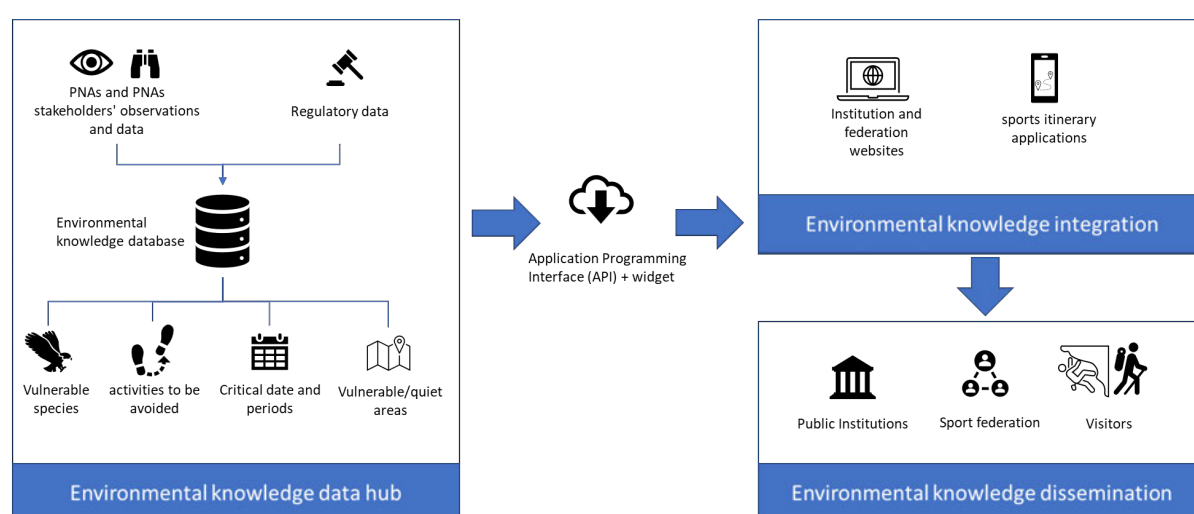 PNAs and PNAs
stakeholders' observations
and data
Regulatory data
Environmental
knowledge database
Vulnerable
species
activities to be
avoided
Critical date and
periods
Vulnerable/quiet
areas
Environmental knowledge data hub
Application Programming
Interface (API) + widget
Institution and
federation
websites
sports itinerary
applications
Environmental knowledge integration
Public Institutions
Sport federation
Visitors
Environmental knowledge dissemination